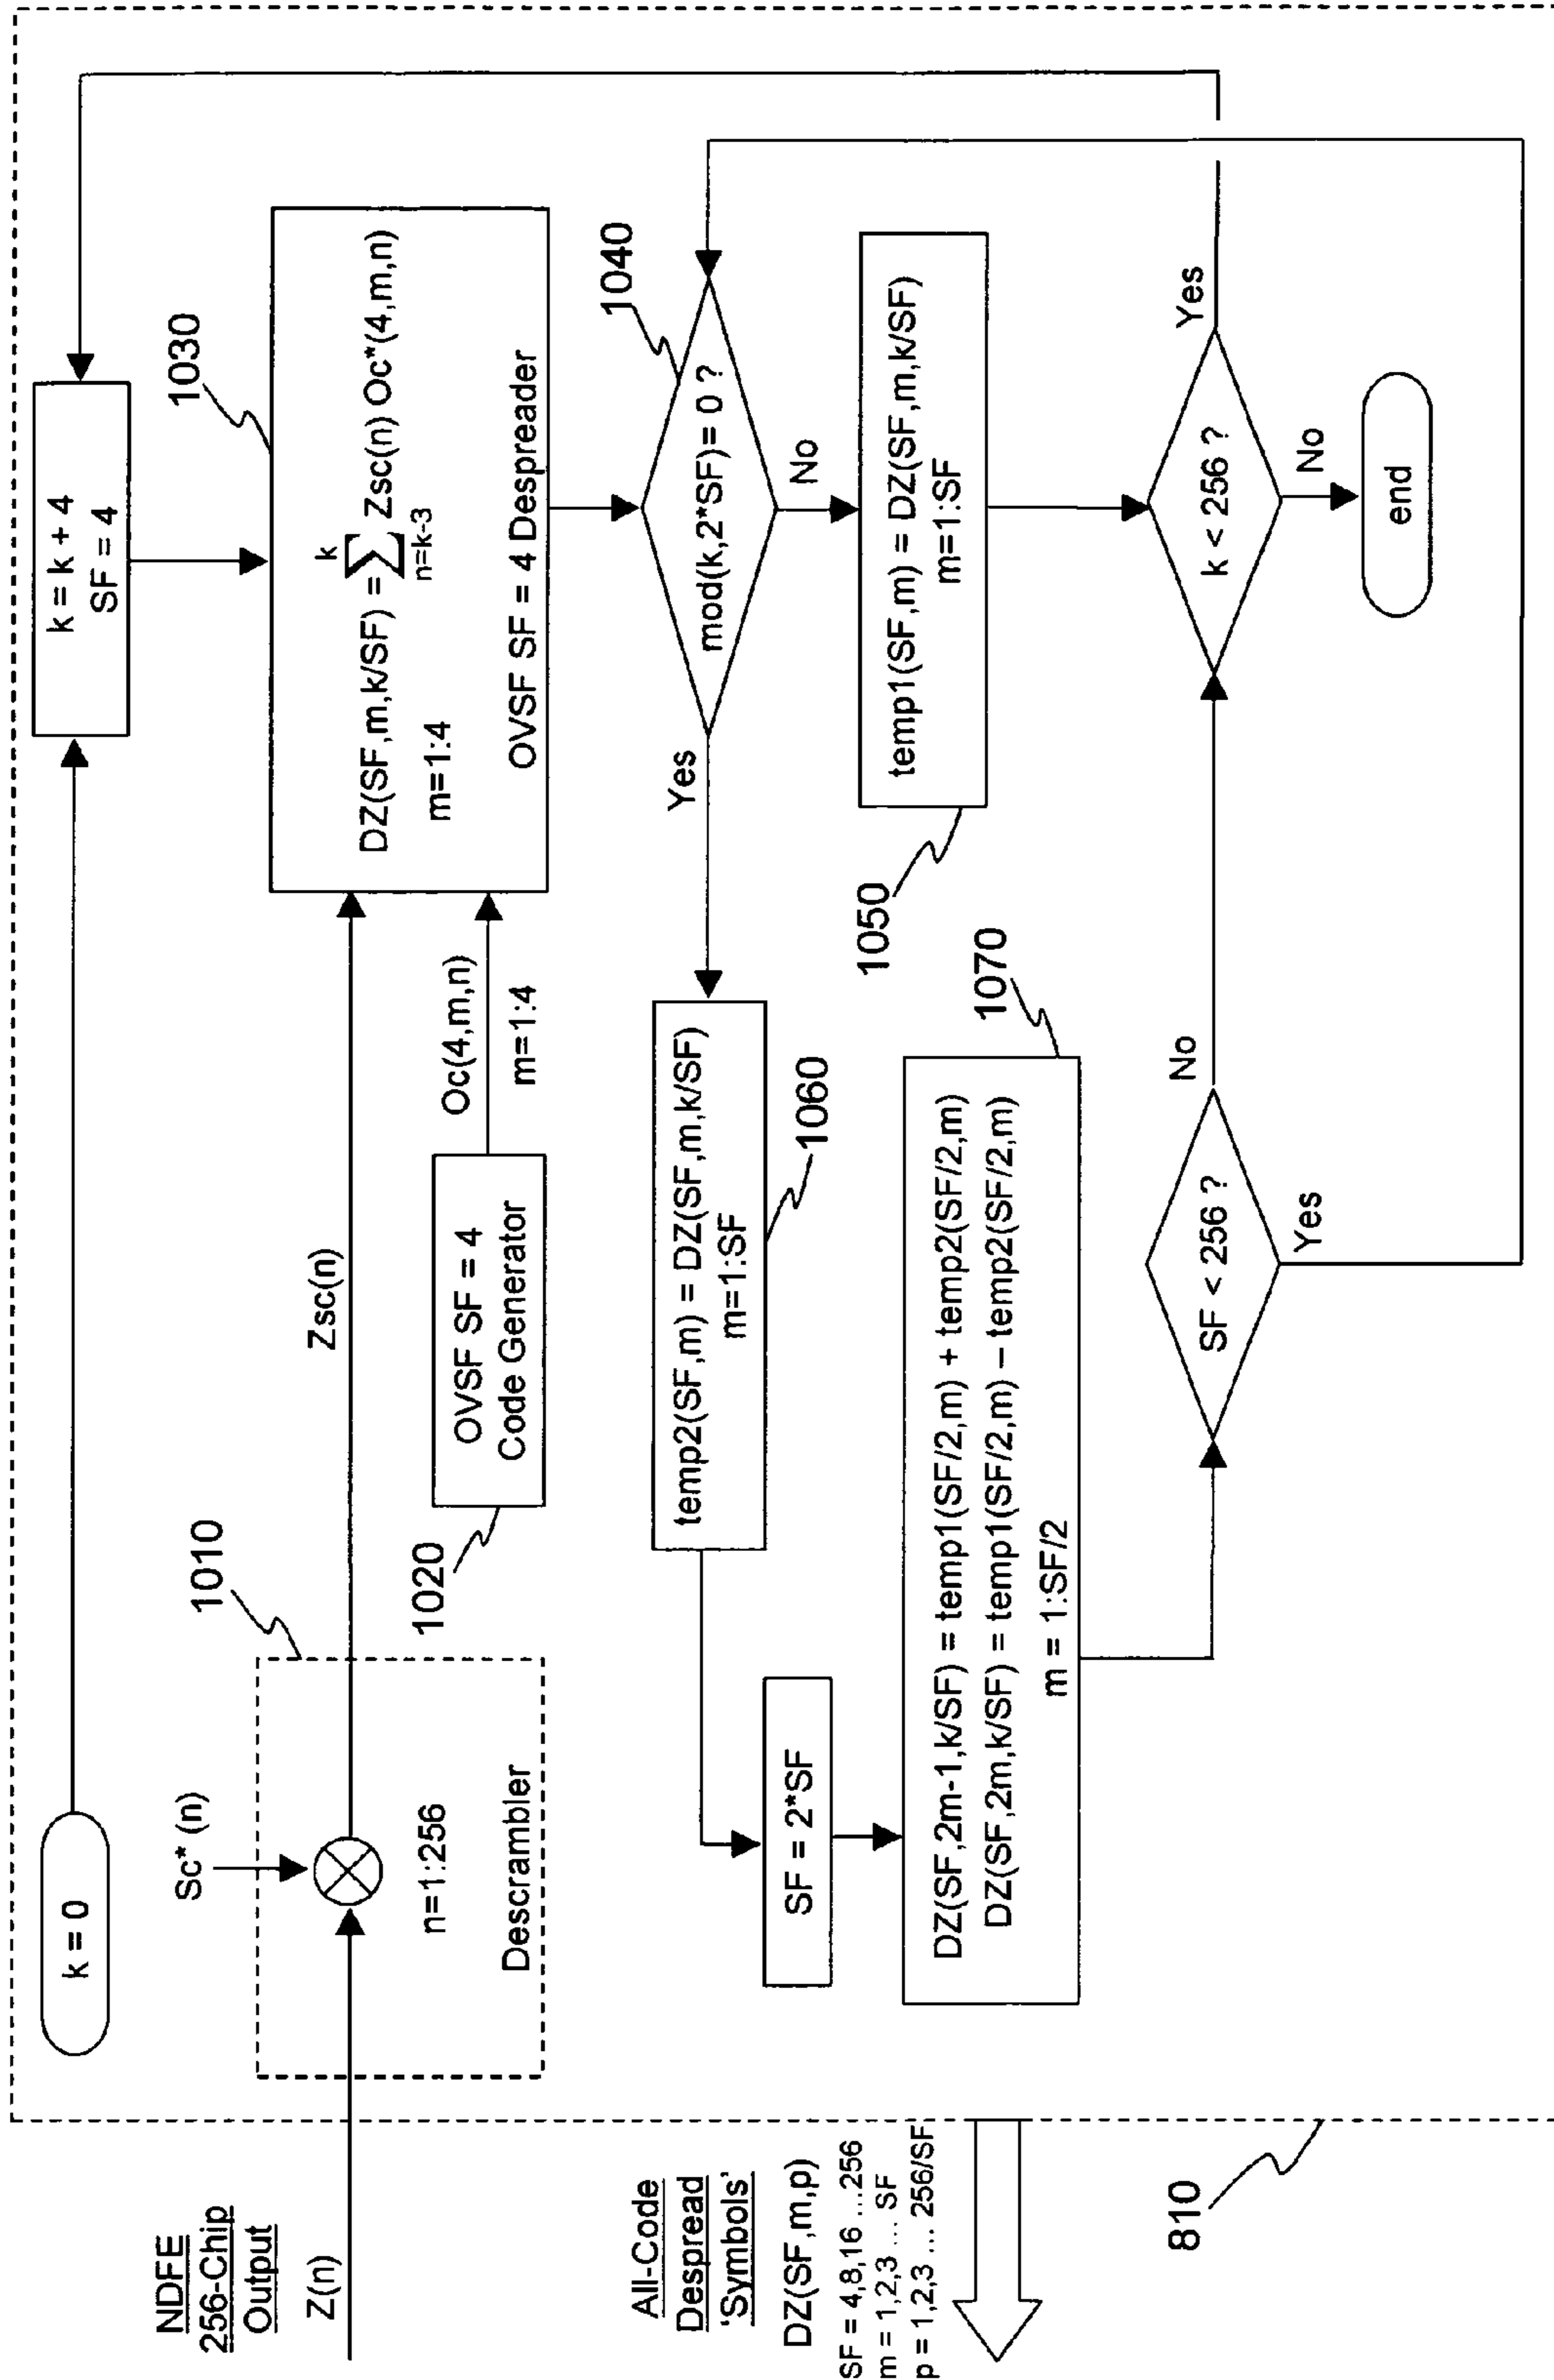 NDFE
256-Chip
Output
Z(n)
k = 0
k = k + 4
SF = 4
Sc* (n)
n=1:256
Descrambler
1010
Zsc(n)
OVSF SF = 4
Code Generator
1020
Oc(4,m,n)
m=1:4
1030
DZ(SF,m,k/SF) = ∑ (n=k-3 to k) Zsc(n) Oc*(4,m,n)
m=1:4
OVSF SF = 4 Despreader
1040
mod(k,2*SF)= 0 ?
Yes
No
temp2(SF,m) = DZ(SF,m,k/SF)
m=1:SF
1060
temp1(SF,m) = DZ(SF,m,k/SF)
m=1:SF
1050
SF = 2*SF
DZ(SF,2m-1,k/SF) = temp1(SF/2,m) + temp2(SF/2,m)
DZ(SF,2m,k/SF) = temp1(SF/2,m) − temp2(SF/2,m)
m = 1:SF/2
1070
SF < 256 ?
No
Yes
k < 256 ?
Yes
No
end
All-Code
Despread
'Symbols'
DZ(SF,m,p)
SF = 4,8,16 ...256
m = 1,2,3 ... SF
p = 1,2,3 ... 256/SF
810